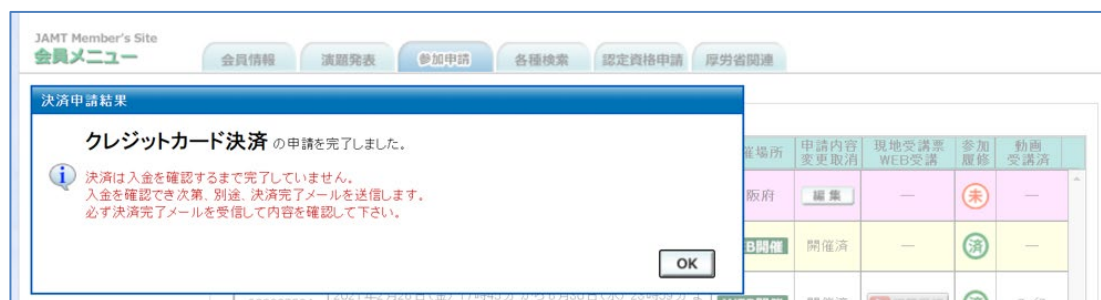 JAMT Member's Site
会員メニュー
会員情報 演題発表 参加申請 各種検索 認定資格申請 厚労省関連
決済申請結果
クレジットカード決済 の申請を完了しました。
決済は入金を確認するまで完了していません。
入金を確認でき次第、別途、決済完了メールを送信します。
必ず決済完了メールを受信して内容を確認して下さい。
OK
催場所 申請内容 変更取消 現地受講票 WEB受講 参加 履修 動画 受講済
阪府 編集 — 未 —
B開催 開催済 — 済 —